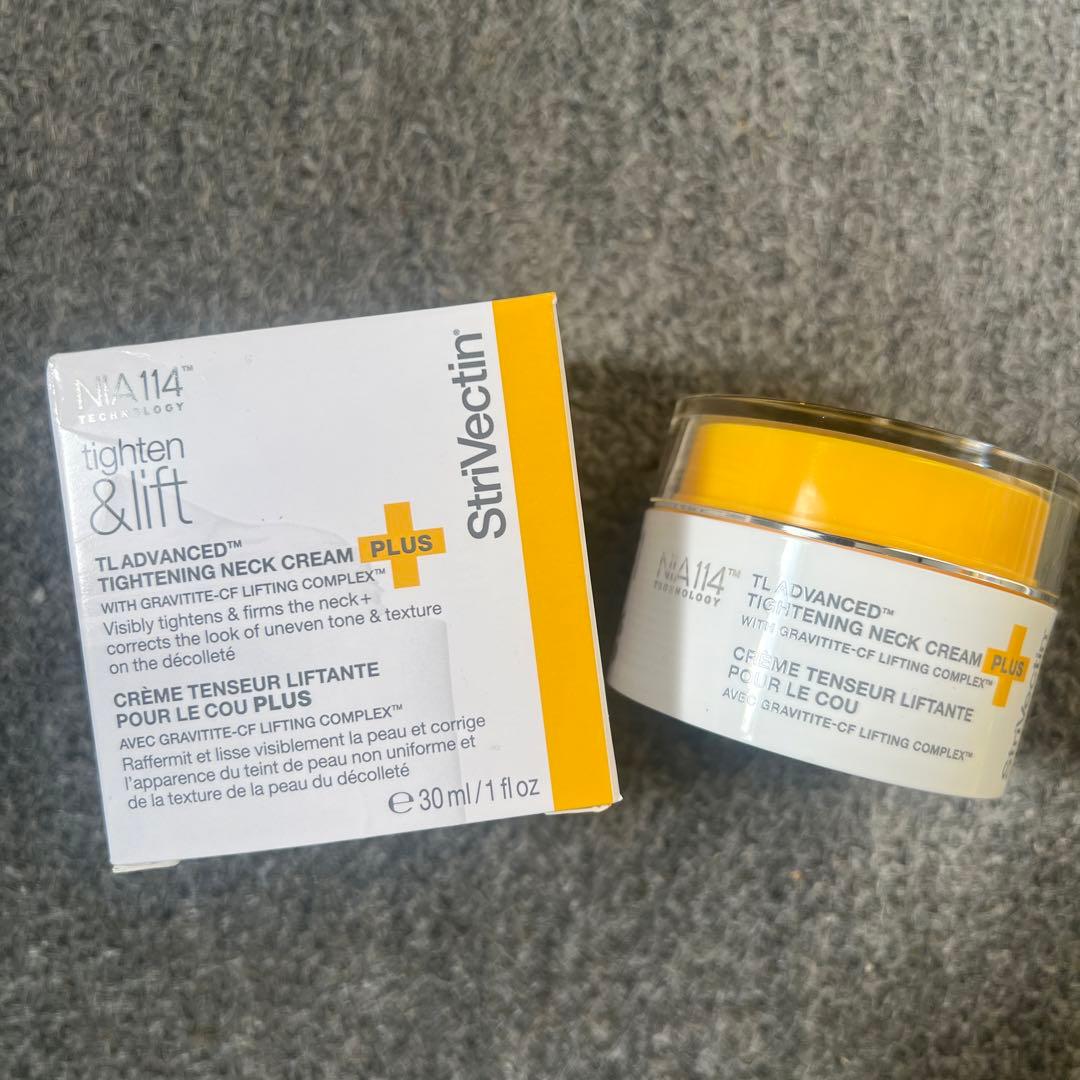 NIA114™
TECHNOLOGY
tighten
&lift
TL ADVANCED™
TIGHTENING NECK CREAM PLUS
WITH GRAVITITE-CF LIFTING COMPLEX™
Visibly tightens & firms the neck+
corrects the look of uneven tone & texture
on the décolleté
CRÈME TENSEUR LIFTANTE
POUR LE COU PLUS
AVEC GRAVITITE-CF LIFTING COMPLEX™
Raffermit et lisse visiblement la peau et corrige
l'apparence du teint de peau non uniforme et
de la texture de la peau du décolleté
℮ 30 ml / 1 fl oz
StriVectin®
NIA114™
TECHNOLOGY
TL ADVANCED™
TIGHTENING NECK CREAM PLUS
WITH GRAVITITE-CF LIFTING COMPLEX™
CRÈME TENSEUR LIFTANTE
POUR LE COU
AVEC GRAVITITE-CF LIFTING COMPLEX™